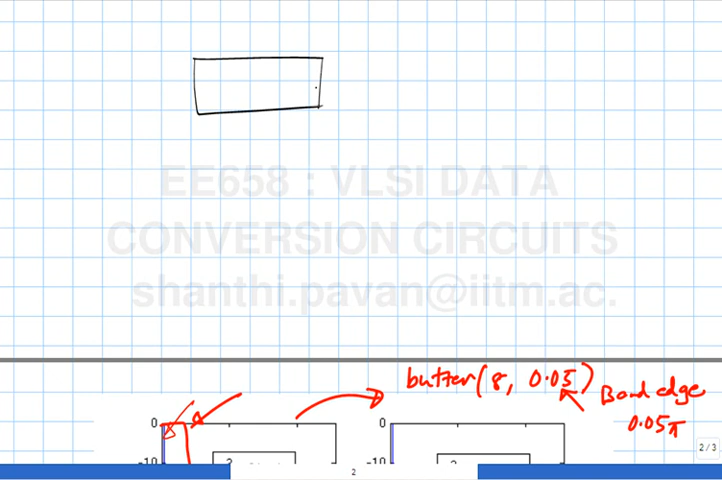 EE658 : VLSI DATA
CONVERSION CIRCUITS
shanthi.pavan@iitm.ac.
butter(8, 0.05)
Band edge
0.05π
0
0
-10
-10
2/3
2